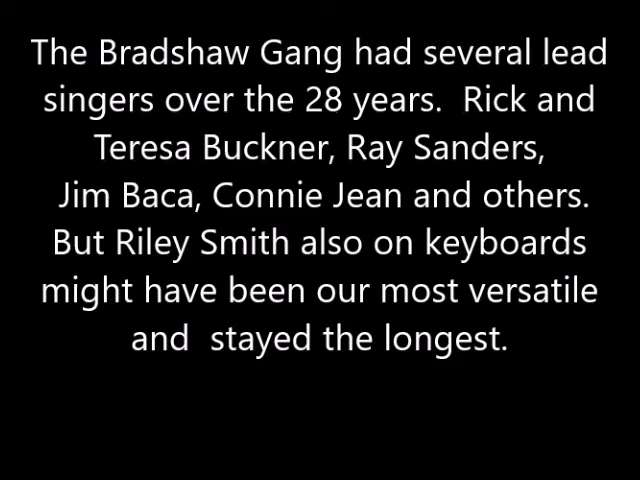 The Bradshaw Gang had several lead
singers over the 28 years.  Rick and
Teresa Buckner, Ray Sanders,
Jim Baca, Connie Jean and others.
But Riley Smith also on keyboards
might have been our most versatile
and  stayed the longest.